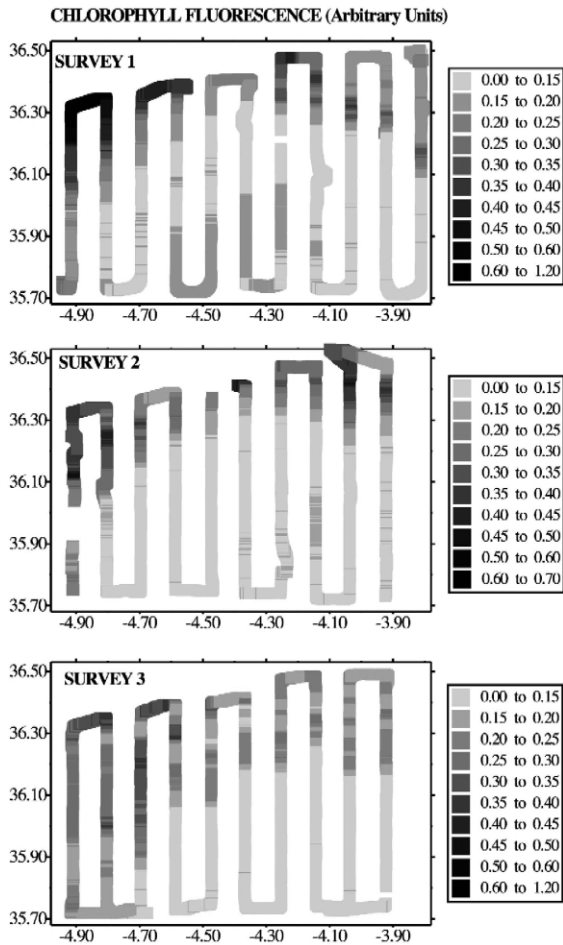 CHLOROPHYLL FLUORESCENCE (Arbitrary Units)
SURVEY 1
36.50
36.30
36.10
35.90
35.70
-4.90 -4.70 -4.50 -4.30 -4.10 -3.90
0.00 to 0.15
0.15 to 0.20
0.20 to 0.25
0.25 to 0.30
0.30 to 0.35
0.35 to 0.40
0.40 to 0.45
0.45 to 0.50
0.50 to 0.60
0.60 to 1.20
SURVEY 2
36.50
36.30
36.10
35.90
35.70
-4.90 -4.70 -4.50 -4.30 -4.10 -3.90
0.00 to 0.15
0.15 to 0.20
0.20 to 0.25
0.25 to 0.30
0.30 to 0.35
0.35 to 0.40
0.40 to 0.45
0.45 to 0.50
0.50 to 0.60
0.60 to 0.70
SURVEY 3
36.50
36.30
36.10
35.90
35.70
-4.90 -4.70 -4.50 -4.30 -4.10 -3.90
0.00 to 0.15
0.15 to 0.20
0.20 to 0.25
0.25 to 0.30
0.30 to 0.35
0.35 to 0.40
0.40 to 0.45
0.45 to 0.50
0.50 to 0.60
0.60 to 1.20